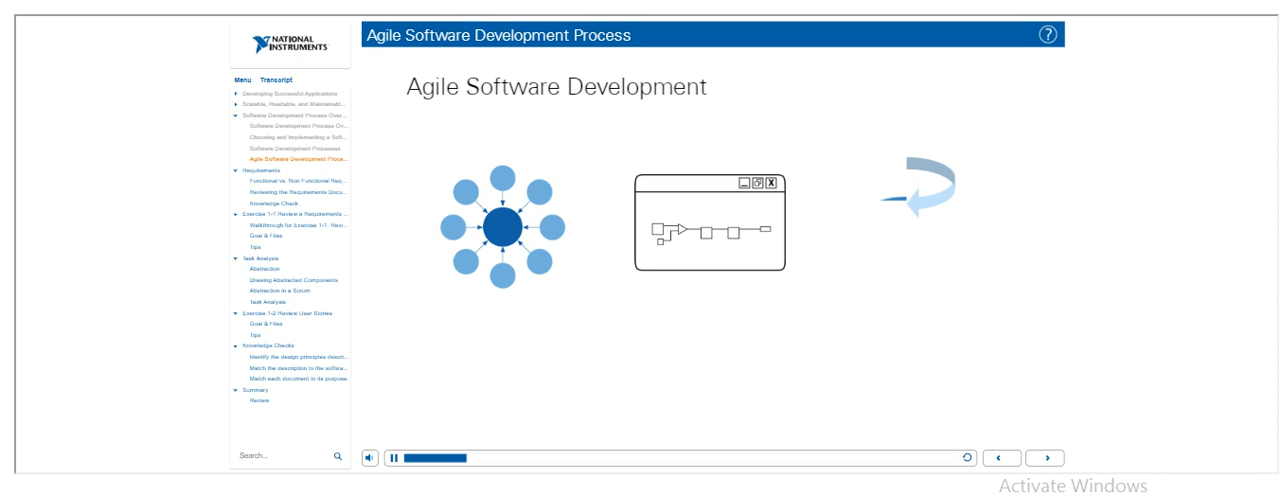 NATIONAL
INSTRUMENTS
Agile Software Development Process
?
Menu Transcript
Agile Software Development
Developing Successful Applications
Scalable, Readable, and Maintainabl...
Software Development Process Over...
Software Development Process Ov...
Choosing and Implementing a Soft...
Software Development Processes
Agile Software Development Proce...
Requirements
Functional vs. Non Functional Req...
Reviewing the Requirements Docu...
Knowledge Check
Exercise 1-1 Review a Requirements ...
Walkthrough for Exercise 1-1: Revi...
Goal & Files
Tips
Task Analysis
Abstraction
Drawing Abstracted Components
Abstraction in a Scrum
Task Analysis
Exercise 1-2 Review User Stories
Goal & Files
Tips
Knowledge Checks
Identify the design principles descri...
Match the description to the softwa...
Match each document to its purpose.
Summary
Review
Search...
Activate Windows